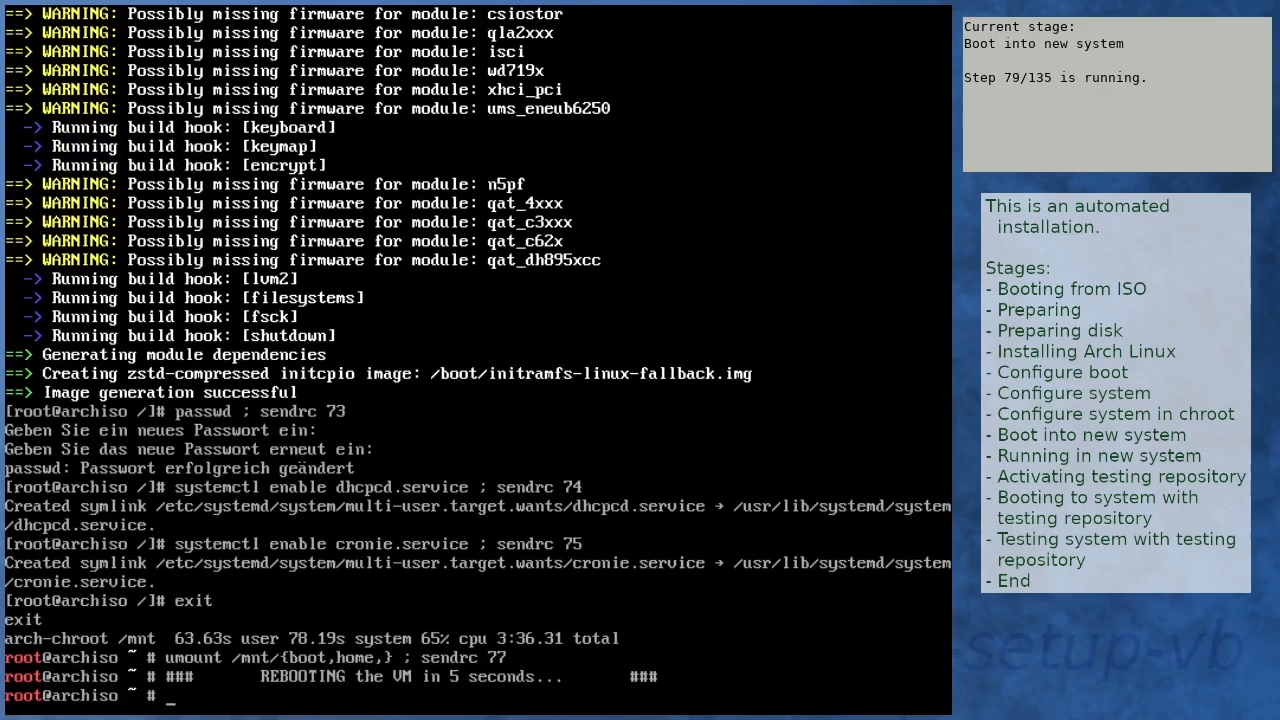 ==> WARNING: Possibly missing firmware for module: csiostor
==> WARNING: Possibly missing firmware for module: qla2xxx
==> WARNING: Possibly missing firmware for module: isci
==> WARNING: Possibly missing firmware for module: wd719x
==> WARNING: Possibly missing firmware for module: xhci_pci
==> WARNING: Possibly missing firmware for module: ums_eneub6250
  -> Running build hook: [keyboard]
  -> Running build hook: [keymap]
  -> Running build hook: [encrypt]
==> WARNING: Possibly missing firmware for module: n5pf
==> WARNING: Possibly missing firmware for module: qat_4xxx
==> WARNING: Possibly missing firmware for module: qat_c3xxx
==> WARNING: Possibly missing firmware for module: qat_c62x
==> WARNING: Possibly missing firmware for module: qat_dh895xcc
  -> Running build hook: [lvm2]
  -> Running build hook: [filesystems]
  -> Running build hook: [fsck]
  -> Running build hook: [shutdown]
==> Generating module dependencies
==> Creating zstd-compressed initcpio image: /boot/initramfs-linux-fallback.img
==> Image generation successful
[root@archiso /]# passwd ; sendrc 73
Geben Sie ein neues Passwort ein:
Geben Sie das neue Passwort erneut ein:
passwd: Passwort erfolgreich geändert
[root@archiso /]# systemctl enable dhcpcd.service ; sendrc 74
Created symlink /etc/systemd/system/multi-user.target.wants/dhcpcd.service → /usr/lib/systemd/system
/dhcpcd.service.
[root@archiso /]# systemctl enable cronie.service ; sendrc 75
Created symlink /etc/systemd/system/multi-user.target.wants/cronie.service → /usr/lib/systemd/system
/cronie.service.
[root@archiso /]# exit
exit
arch-chroot /mnt  63.63s user 78.19s system 65% cpu 3:36.31 total
root@archiso ~ # umount /mnt/{boot,home,} ; sendrc 77
root@archiso ~ # ###       REBOOTING the VM in 5 seconds...       ###
root@archiso ~ # _
Current stage:
Boot into new system
Step 79/135 is running.
This is an automated
installation.
Stages:
- Booting from ISO
- Preparing
- Preparing disk
- Installing Arch Linux
- Configure boot
- Configure system
- Configure system in chroot
- Boot into new system
- Running in new system
- Activating testing repository
- Booting to system with
testing repository
- Testing system with testing
repository
- End
setup-vb